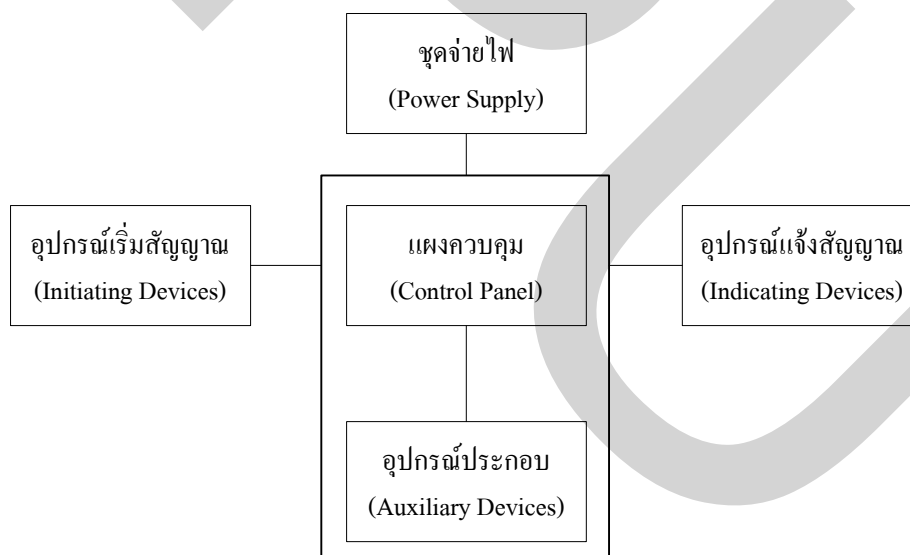 ชุดจ่ายไฟ
(Power Supply)
อุปกรณ์เริ่มสัญญาณ
(Initiating Devices)
แผงควบคุม
(Control Panel)
อุปกรณ์แจ้งสัญญาณ
(Indicating Devices)
อุปกรณ์ประกอบ
(Auxiliary Devices)